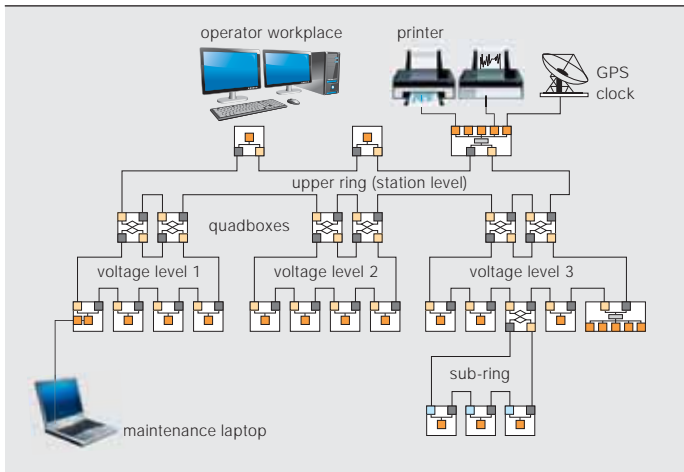 operator workplace
printer
GPS
clock
upper ring (station level)
quadboxes
voltage level 1
voltage level 2
voltage level 3
sub-ring
maintenance laptop